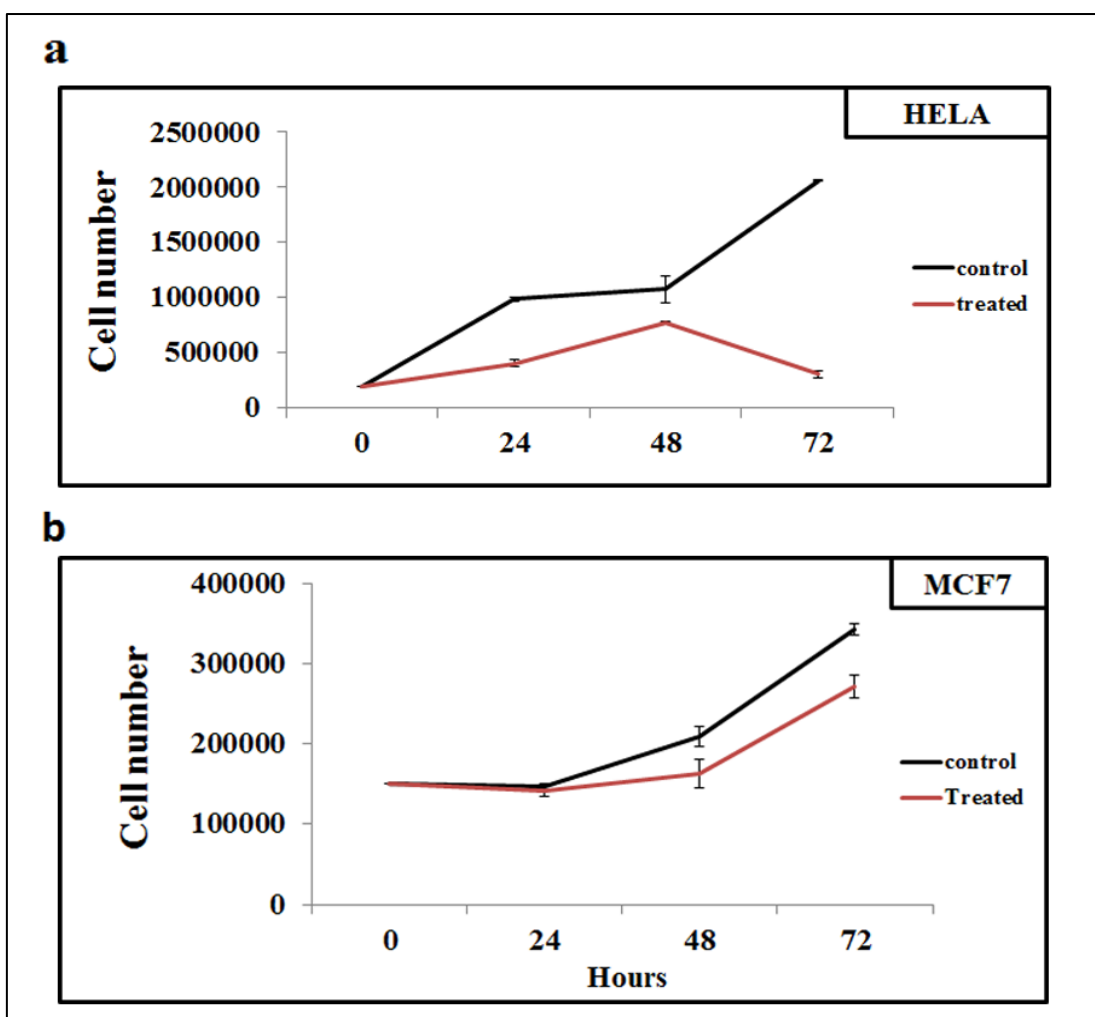 a
HELA
2500000
2000000
1500000
1000000
500000
0
Cell number
control
treated
0 24 48 72
b
MCF7
400000
300000
200000
100000
0
Cell number
control
Treated
0 24 48 72
Hours